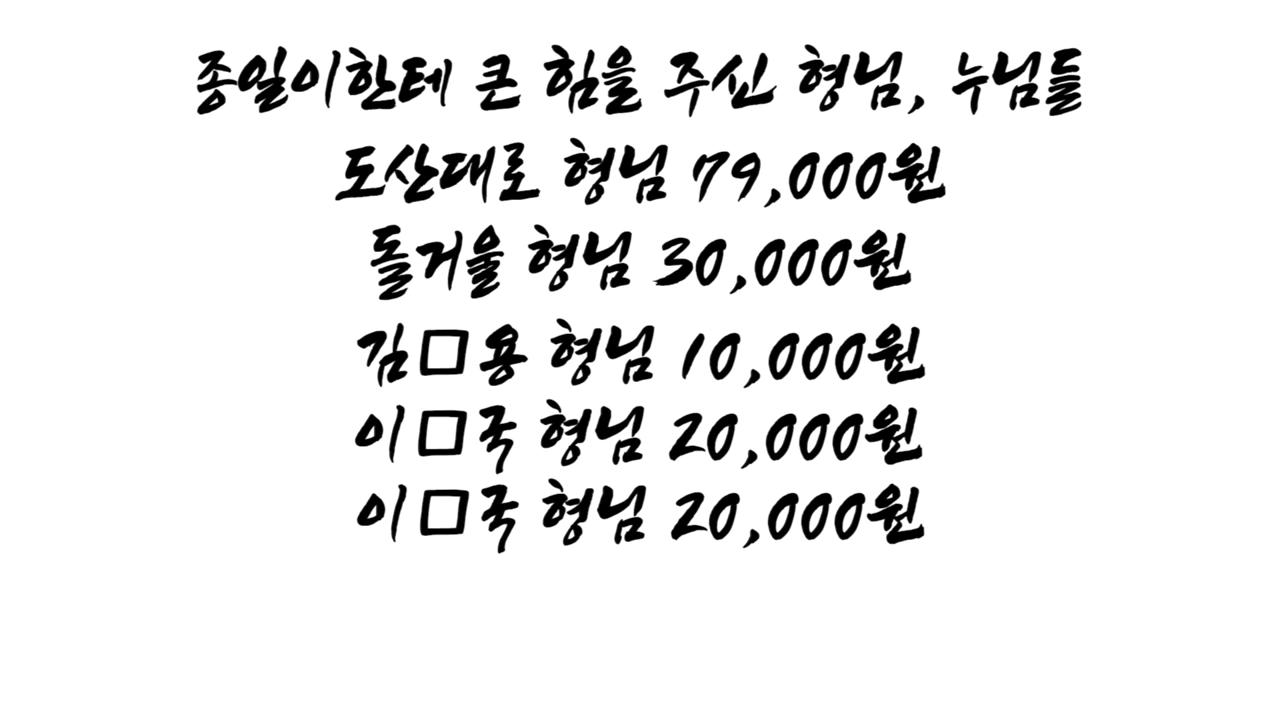 종일이한테 큰 힘을 주신 형님, 누님들
도산대로 형님 79,000원
돌거울 형님 30,000원
김□용 형님 10,000원
이□국 형님 20,000원
이□국 형님 20,000원